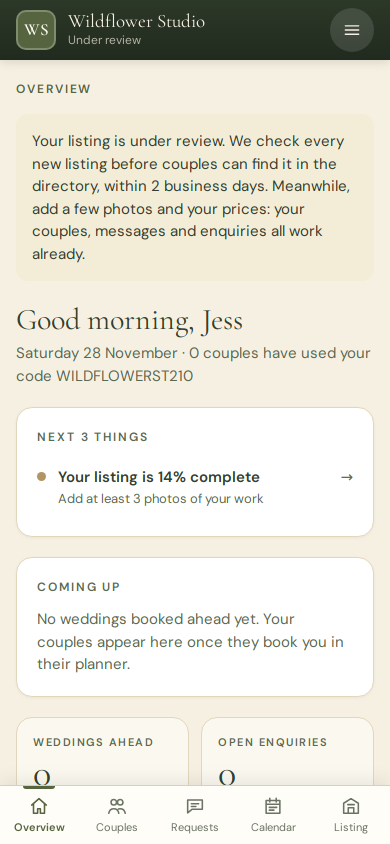 WS
Wildflower Studio
Under review
OVERVIEW
Your listing is under review. We check every
new listing before couples can find it in the
directory, within 2 business days. Meanwhile,
add a few photos and your prices: your
couples, messages and enquiries all work
already.
Good morning, Jess
Saturday 28 November · 0 couples have used your
code WILDFLOWERST210
NEXT 3 THINGS
Your listing is 14% complete →
Add at least 3 photos of your work
COMING UP
No weddings booked ahead yet. Your
couples appear here once they book you in
their planner.
WEDDINGS AHEAD OPEN ENQUIRIES
0 0
Overview Couples Requests Calendar Listing